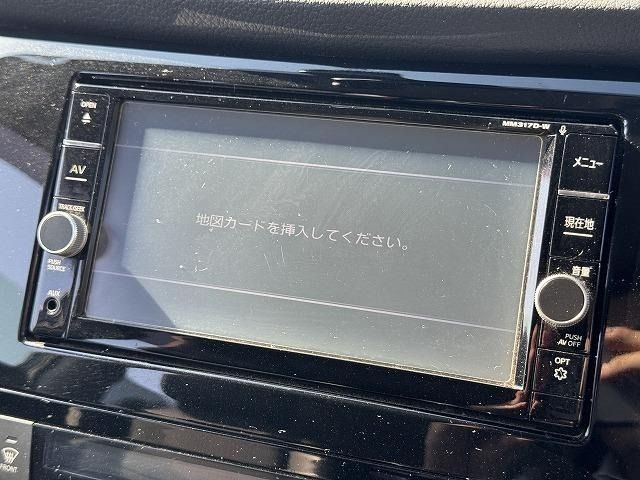 OPEN
MM317D-W
メニュー
AV
TRACK/SEEK
現在地
地図カードを挿入してください。
PUSH
SOURCE
音量
AUX
PUSH
AV OFF
OPT
FRONT